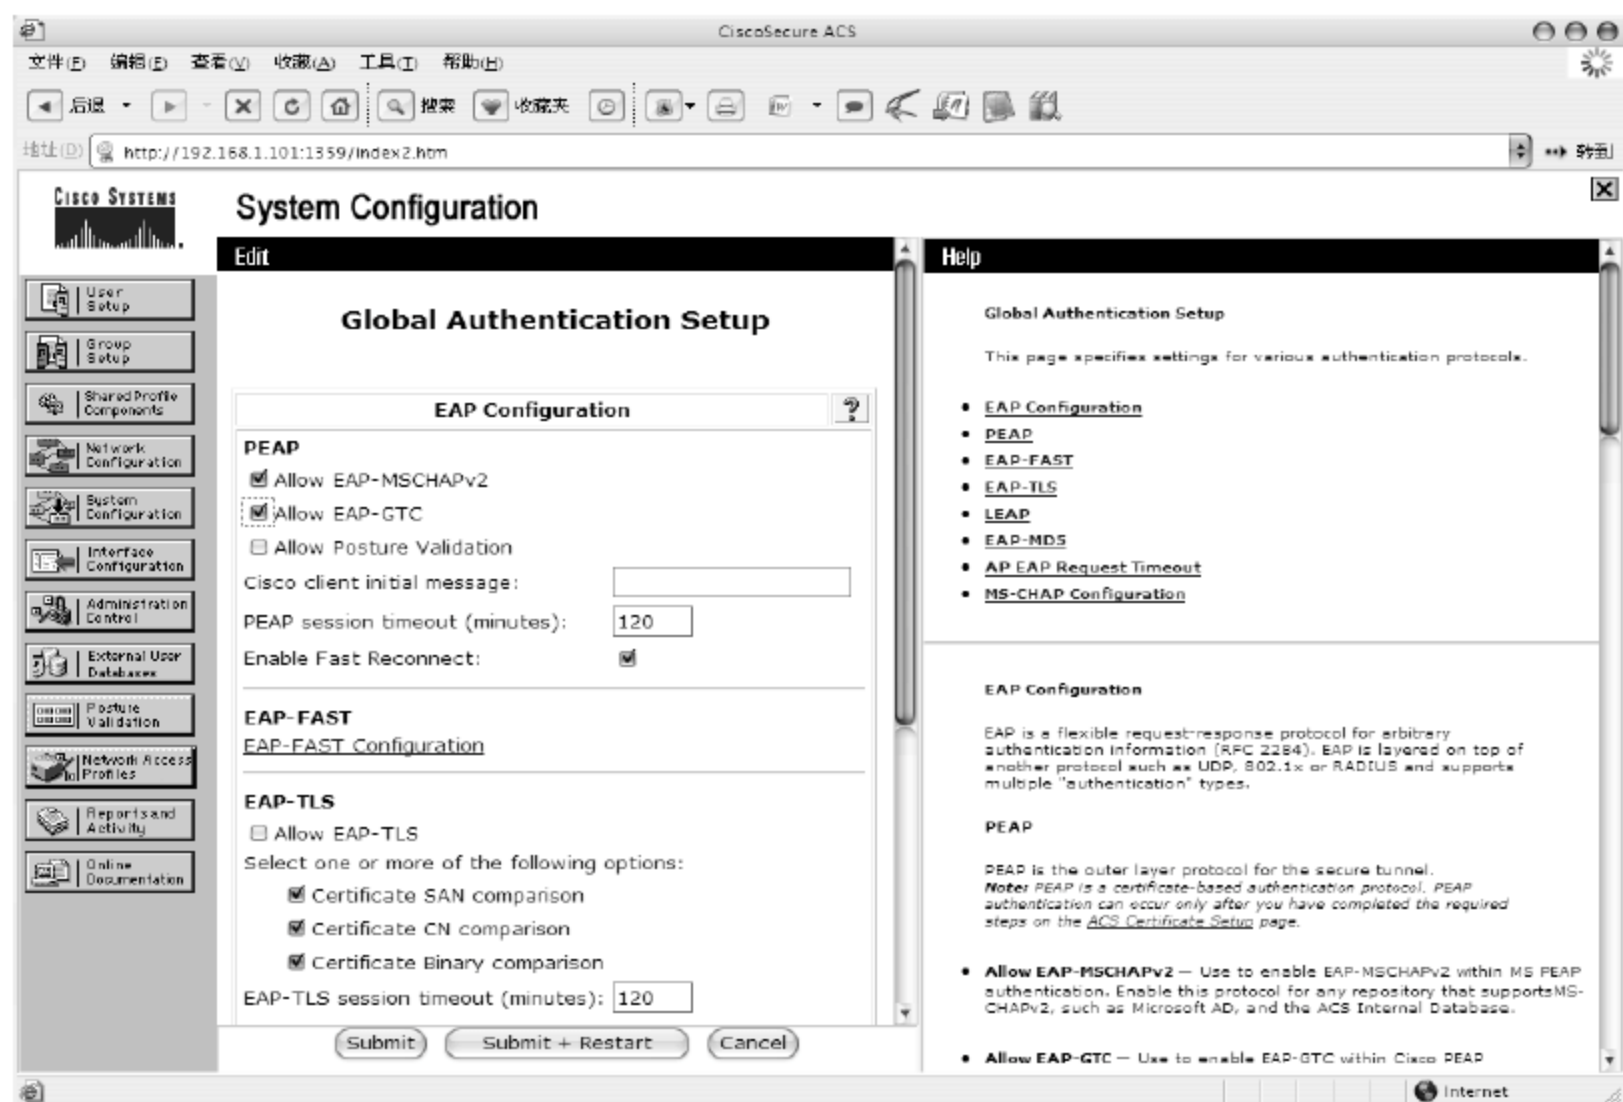 CiscoSecure ACS
文件(F) 编辑(E) 查看(V) 收藏(A) 工具(T) 帮助(H)
后退 搜索 收藏夹
地址(D) http://192.168.1.101:1359/index2.htm 转到
CISCO SYSTEMS
System Configuration
User
Setup
Group
Setup
Shared Profile
Components
Network
Configuration
System
Configuration
Interface
Configuration
Administration
Control
External User
Databases
Posture
Validation
Network Access
Profiles
Reports and
Activity
Online
Documentation
Edit
Global Authentication Setup
EAP Configuration ?
PEAP
Allow EAP-MSCHAPv2
Allow EAP-GTC
Allow Posture Validation
Cisco client initial message:
PEAP session timeout (minutes): 120
Enable Fast Reconnect:
EAP-FAST
EAP-FAST Configuration
EAP-TLS
Allow EAP-TLS
Select one or more of the following options:
Certificate SAN comparison
Certificate CN comparison
Certificate Binary comparison
EAP-TLS session timeout (minutes): 120
Submit Submit + Restart Cancel
Help
Global Authentication Setup
This page specifies settings for various authentication protocols.
EAP Configuration
PEAP
EAP-FAST
EAP-TLS
LEAP
EAP-MD5
AP EAP Request Timeout
MS-CHAP Configuration
EAP Configuration
EAP is a flexible request-response protocol for arbitrary
authentication information (RFC 2284). EAP is layered on top of
another protocol such as UDP, 802.1x or RADIUS and supports
multiple "authentication" types.
PEAP
PEAP is the outer layer protocol for the secure tunnel.
Note: PEAP is a certificate-based authentication protocol. PEAP
authentication can occur only after you have completed the required
steps on the ACS Certificate Setup page.
Allow EAP-MSCHAPv2 — Use to enable EAP-MSCHAPv2 within MS PEAP
authentication. Enable this protocol for any repository that supportsMS-
CHAPv2, such as Microsoft AD, and the ACS Internal Database.
Allow EAP-GTC — Use to enable EAP-GTC within Cisco PEAP
Internet